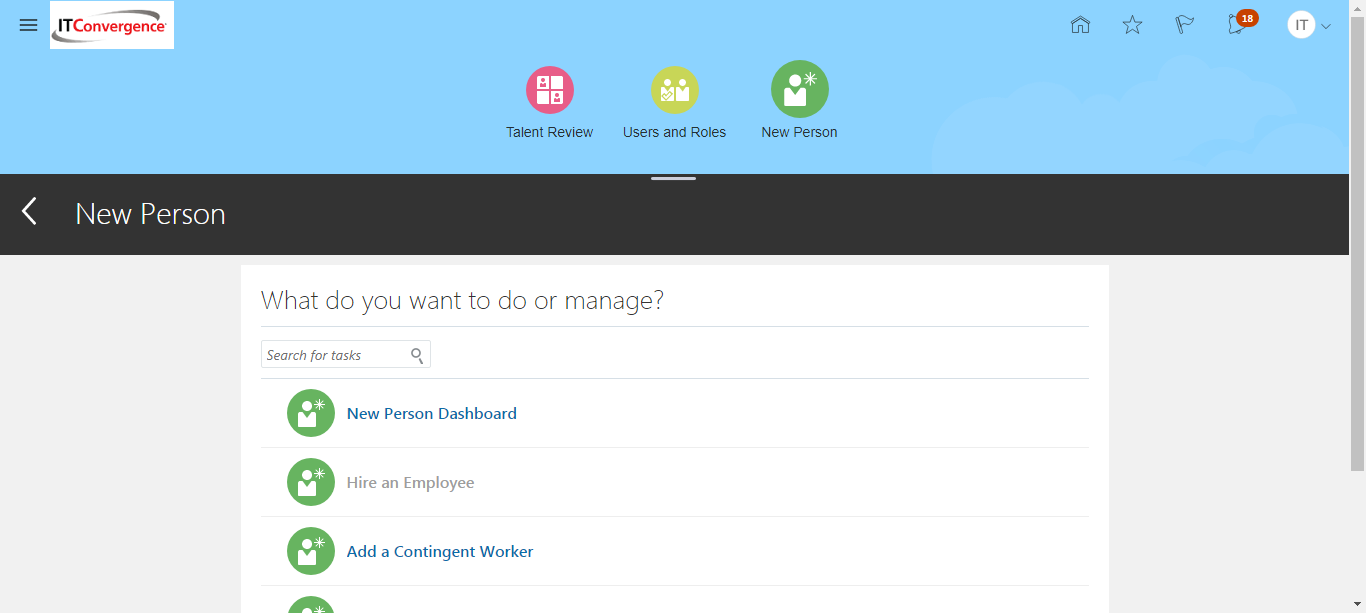 ITConvergence
18
IT
Talent Review
Users and Roles
New Person
New Person
What do you want to do or manage?
Search for tasks
New Person Dashboard
Hire an Employee
Add a Contingent Worker